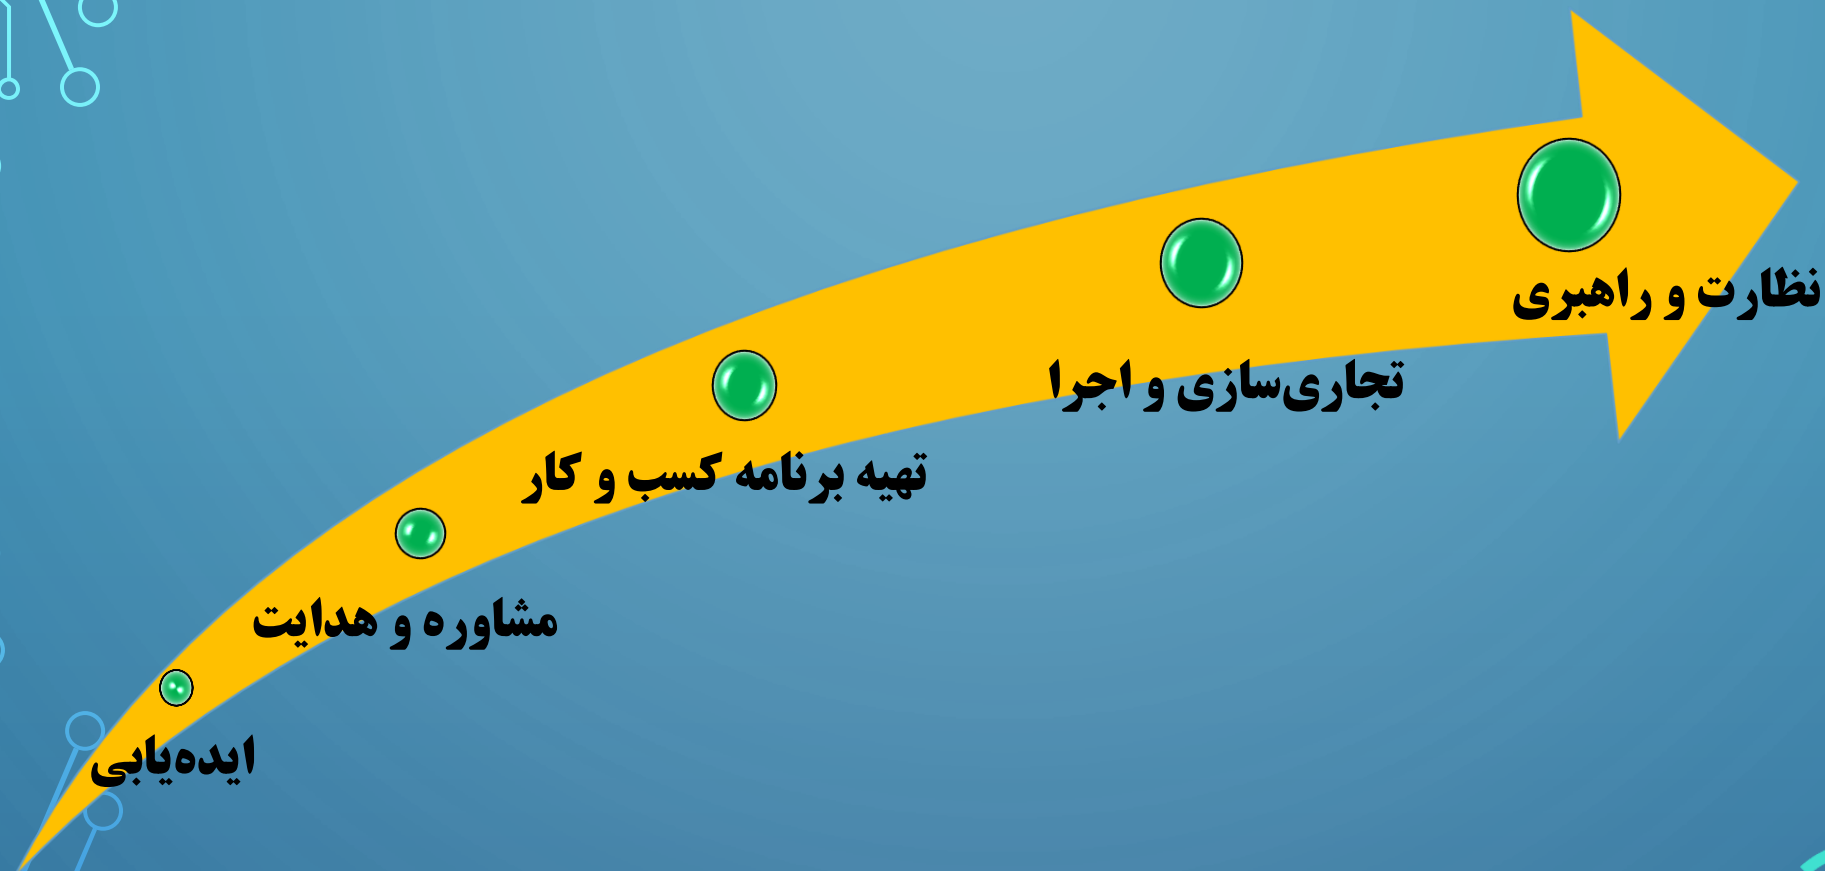 ایده‌یابی
مشاوره و هدایت
تهیه برنامه کسب و کار
تجاری‌سازی و اجرا
نظارت و راهبری